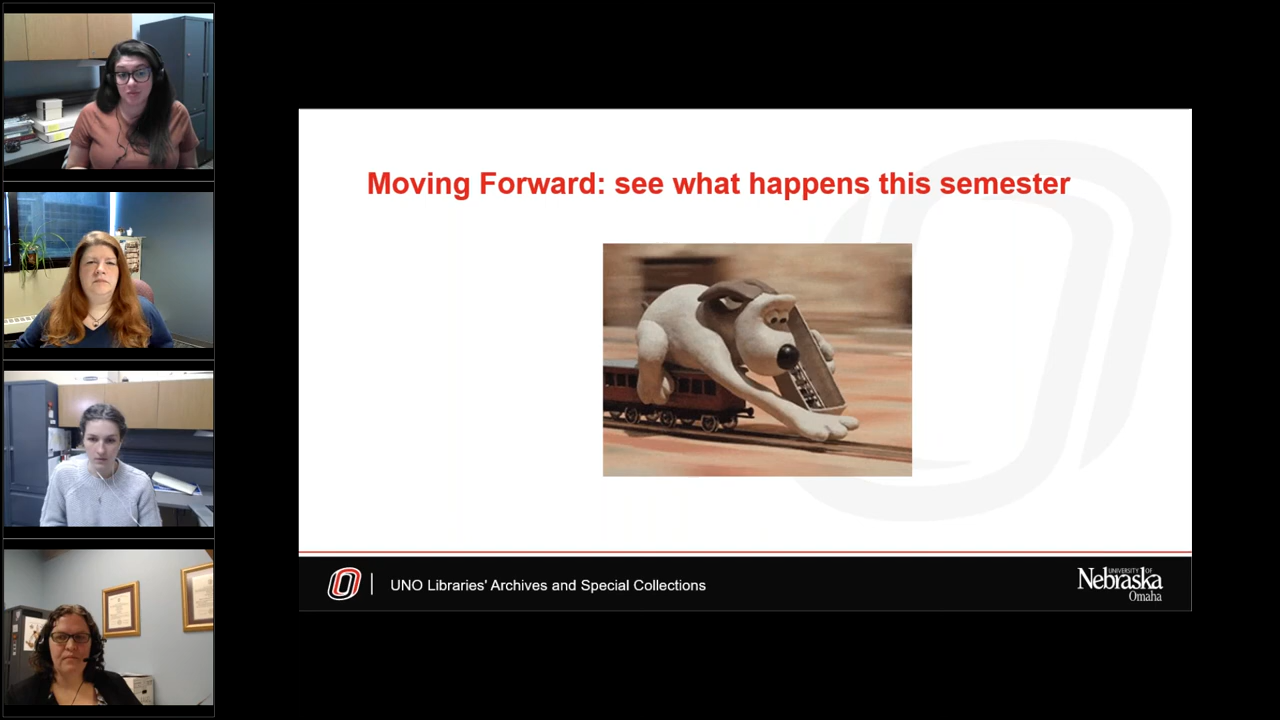 Moving Forward: see what happens this semester
UNO Libraries' Archives and Special Collections
UNIVERSITY OF
Nebraska
Omaha